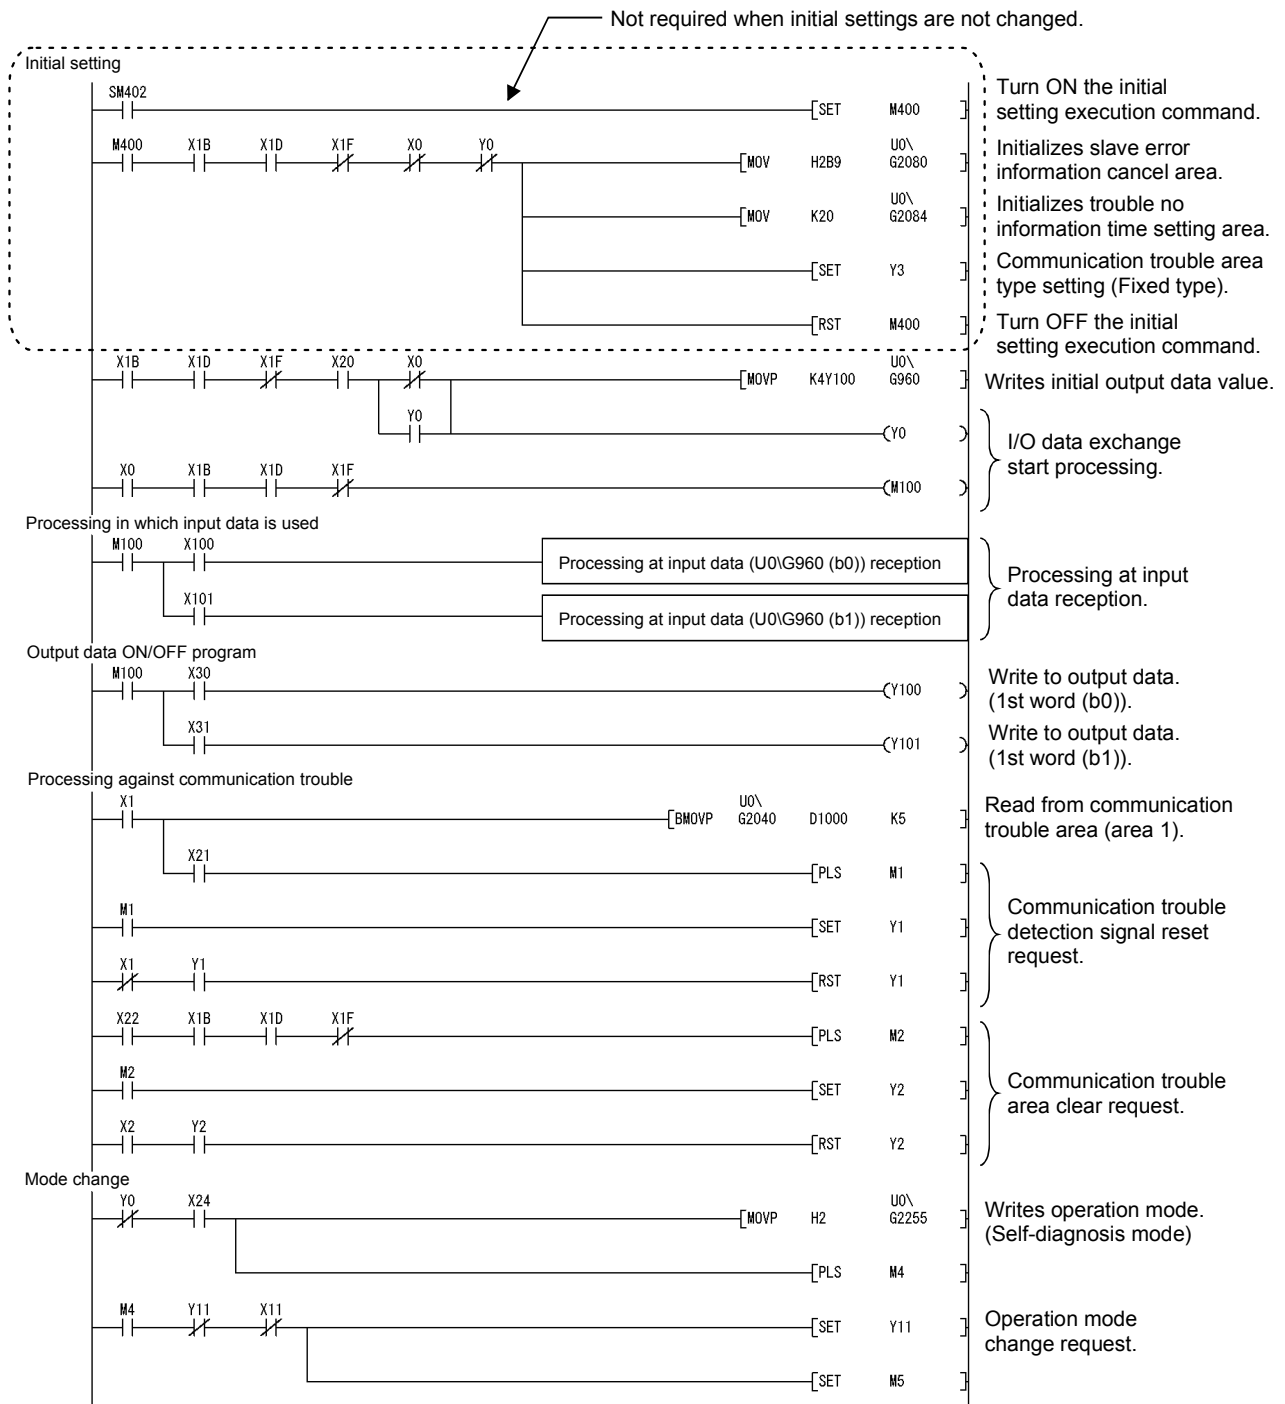 Not required when initial settings are not changed.
Initial setting
SM402
SET M400
Turn ON the initial
setting execution command.
M400 X1B X1D X1F X0 Y0
MOV H2B9 U0\
G2080
Initializes slave error
information cancel area.
MOV K20 U0\
G2084
Initializes trouble no
information time setting area.
SET Y3
Communication trouble area
type setting (Fixed type).
RST M400
Turn OFF the initial
setting execution command.
X1B X1D X1F X20 X0
MOVP K4Y100 U0\
G960
Writes initial output data value.
Y0
Y0
I/O data exchange
start processing.
X0 X1B X1D X1F
M100
Processing in which input data is used
M100 X100
Processing at input data (U0\G960 (b0)) reception
X101
Processing at input data (U0\G960 (b1)) reception
Processing at input
data reception.
Output data ON/OFF program
M100 X30
Y100
Write to output data.
(1st word (b0)).
X31
Y101
Write to output data.
(1st word (b1)).
Processing against communication trouble
X1
BMOVP U0\
G2040 D1000 K5
Read from communication
trouble area (area 1).
X21
PLS M1
M1
SET Y1
Communication trouble
detection signal reset
request.
X1 Y1
RST Y1
X22 X1B X1D X1F
PLS M2
M2
SET Y2
Communication trouble
area clear request.
X2 Y2
RST Y2
Mode change
Y0 X24
MOVP H2 U0\
G2255
Writes operation mode.
(Self-diagnosis mode)
PLS M4
M4 Y11 X11
SET Y11
Operation mode
change request.
SET M5